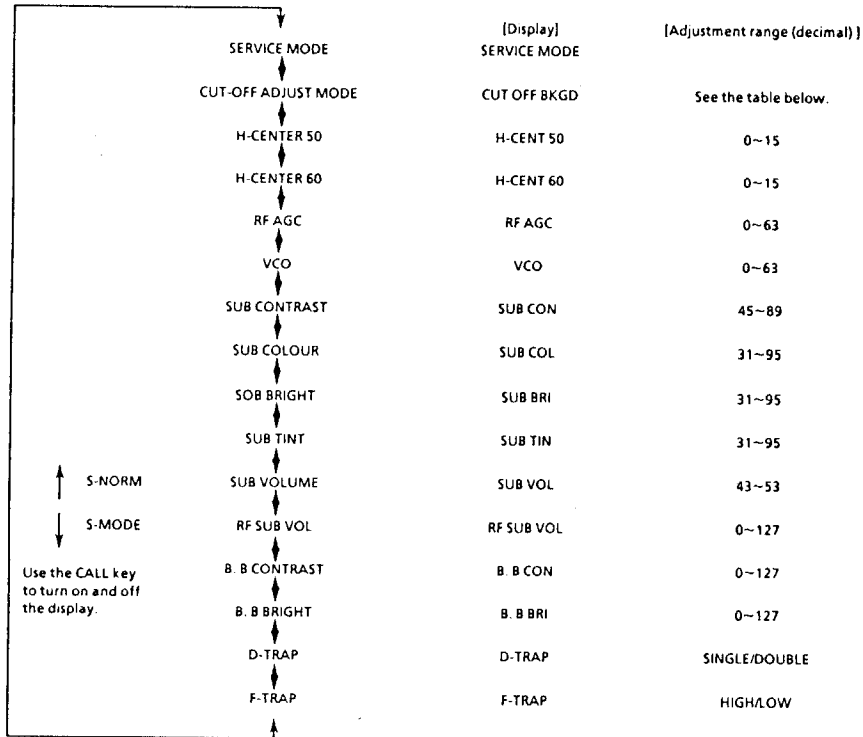 [Display] [Adjustment range (decimal) ]
SERVICE MODE SERVICE MODE
CUT-OFF ADJUST MODE CUT OFF BKGD See the table below.
H-CENTER 50 H-CENT 50 0~15
H-CENTER 60 H-CENT 60 0~15
RF AGC RF AGC 0~63
VCO VCO 0~63
SUB CONTRAST SUB CON 45~89
SUB COLOUR SUB COL 31~95
SOB BRIGHT SUB BRI 31~95
SUB TINT SUB TIN 31~95
S-NORM SUB VOLUME SUB VOL 43~53
S-MODE RF SUB VOL RF SUB VOL 0~127
Use the CALL key
to turn on and off
the display.
B. B CONTRAST B. B CON 0~127
B. B BRIGHT B. B BRI 0~127
D-TRAP D-TRAP SINGLE/DOUBLE
F-TRAP F-TRAP HIGH/LOW